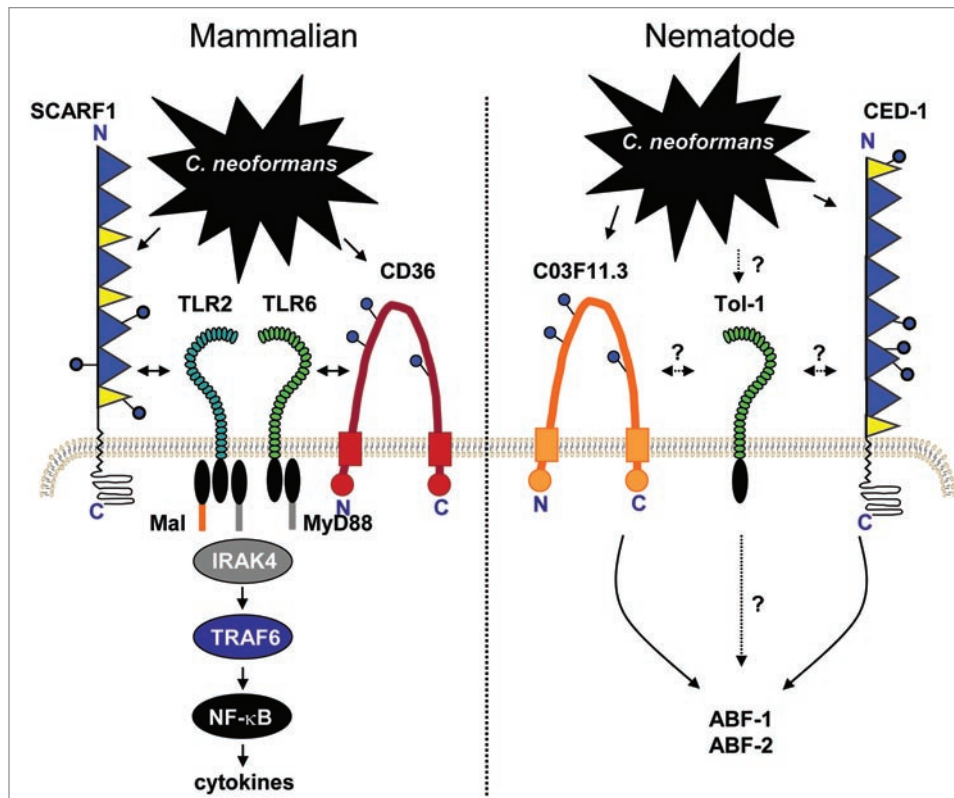 Mammalian
SCARF1
N
C. neoformans
CD36
TLR2 TLR6
N
C
C
Mal
MyD88
IRAK4
TRAF6
NF-κB
cytokines
Nematode
CED-1
N
C. neoformans
C03F11.3
?
Tol-1
?
?
N
C
C
?
ABF-1
ABF-2